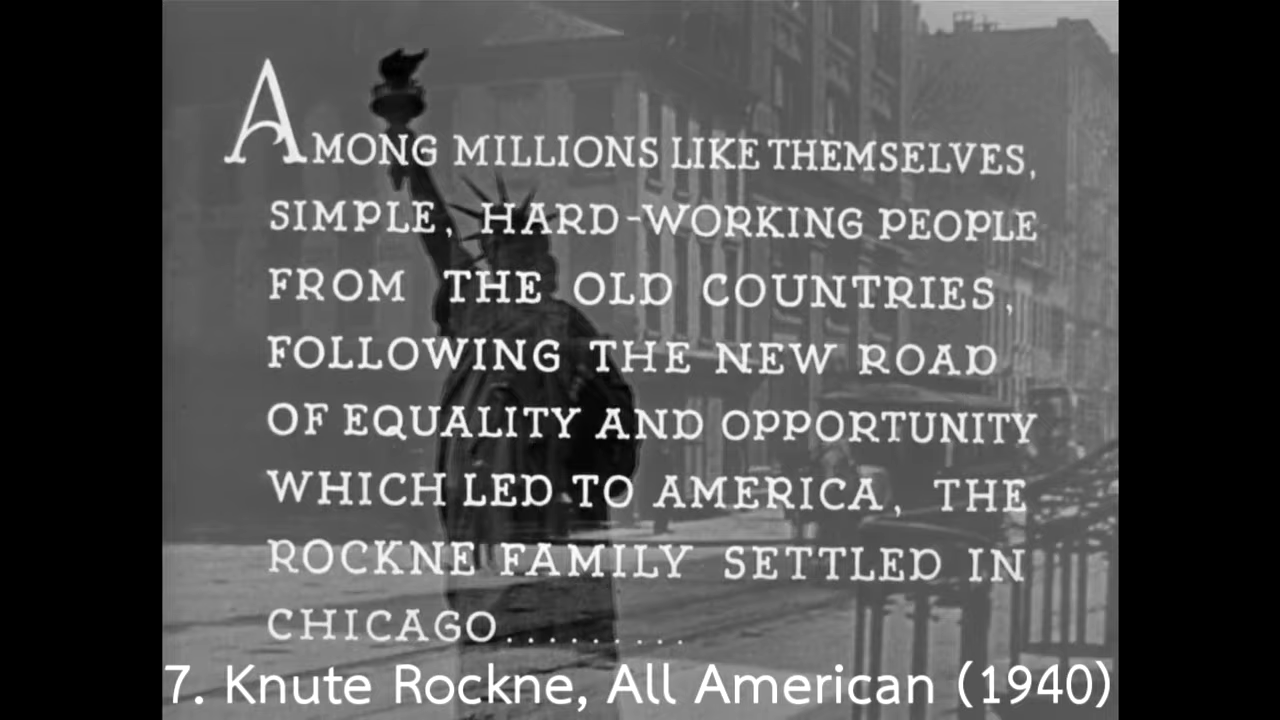 AMONG MILLIONS LIKE THEMSELVES,
SIMPLE, HARD-WORKING PEOPLE
FROM THE OLD COUNTRIES,
FOLLOWING THE NEW ROAD
OF EQUALITY AND OPPORTUNITY
WHICH LED TO AMERICA, THE
ROCKNE FAMILY SETTLED IN
CHICAGO.........
7. Knute Rockne, All American (1940)